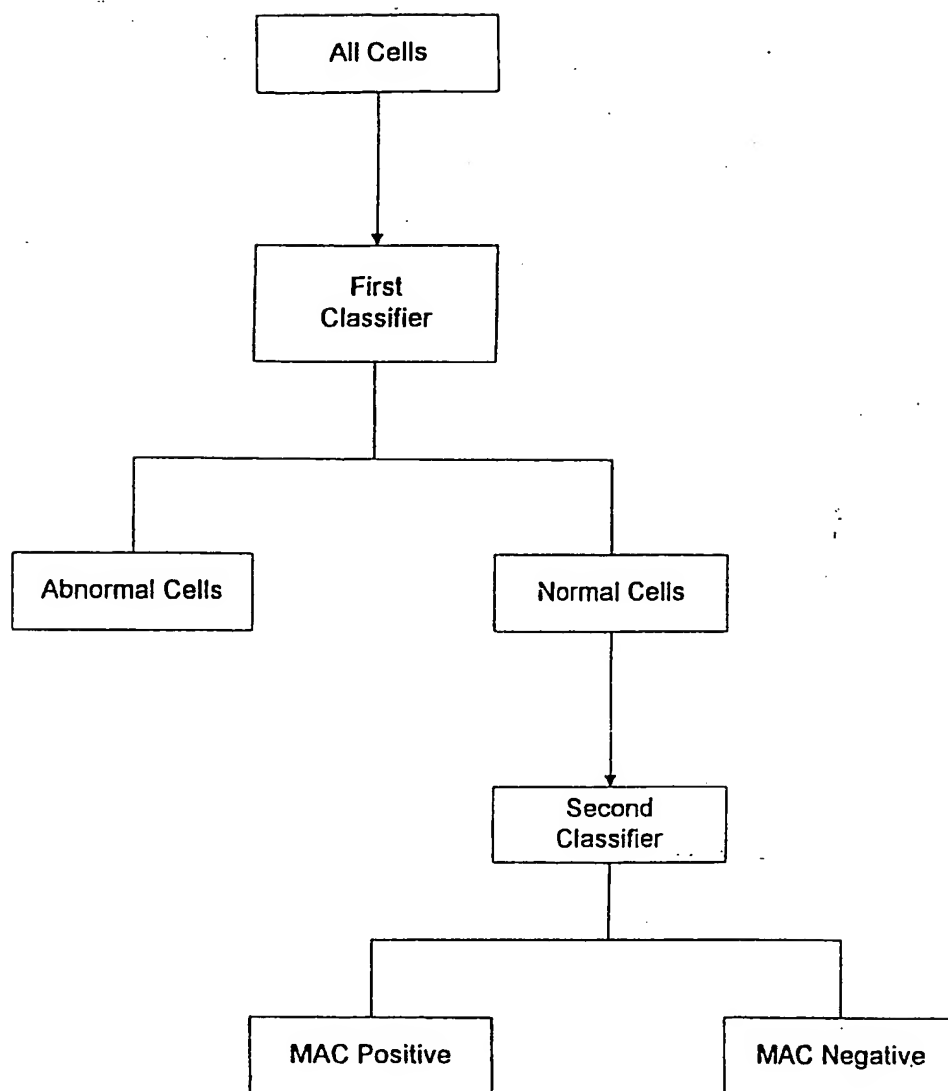 All Cells
First
Classifier
Abnormal Cells
Normal Cells
Second
Classifier
MAC Positive
MAC Negative